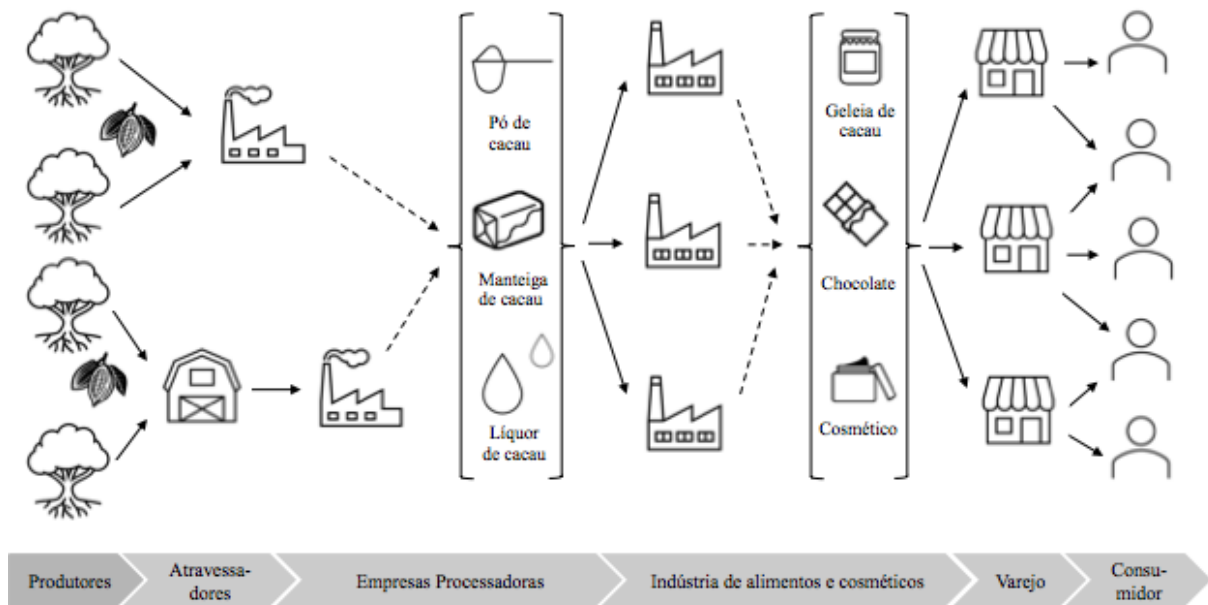 Pó de
cacau
Manteiga
de cacau
Líquor
de cacau
Geleia de
cacau
Chocolate
Cosmético
Produtores
Atravessa-
dores
Empresas Processadoras
Indústria de alimentos e cosméticos
Varejo
Consu-
midor